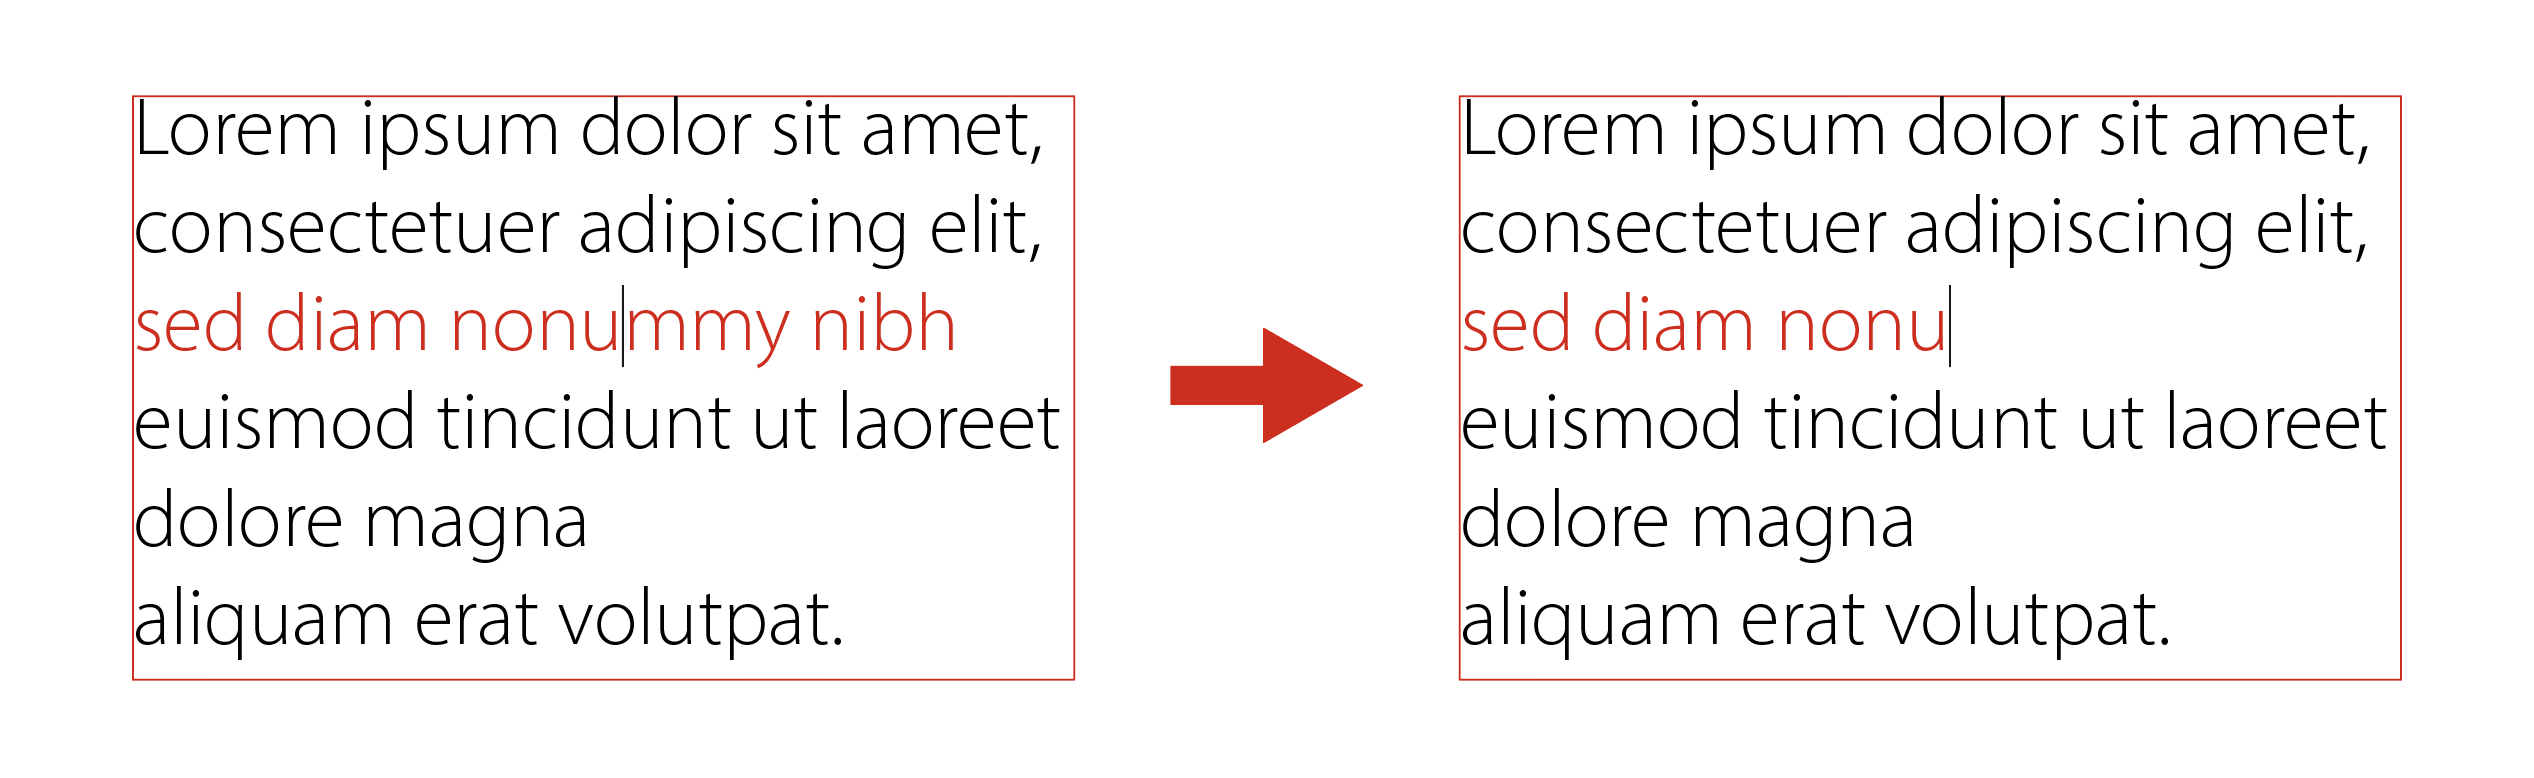 Lorem ipsum dolor sit amet,
consectetuer adipiscing elit,
sed diam nonummy nibh
euismod tincidunt ut laoreet
dolore magna
aliquam erat volutpat.
Lorem ipsum dolor sit amet,
consectetuer adipiscing elit,
sed diam nonu
euismod tincidunt ut laoreet
dolore magna
aliquam erat volutpat.